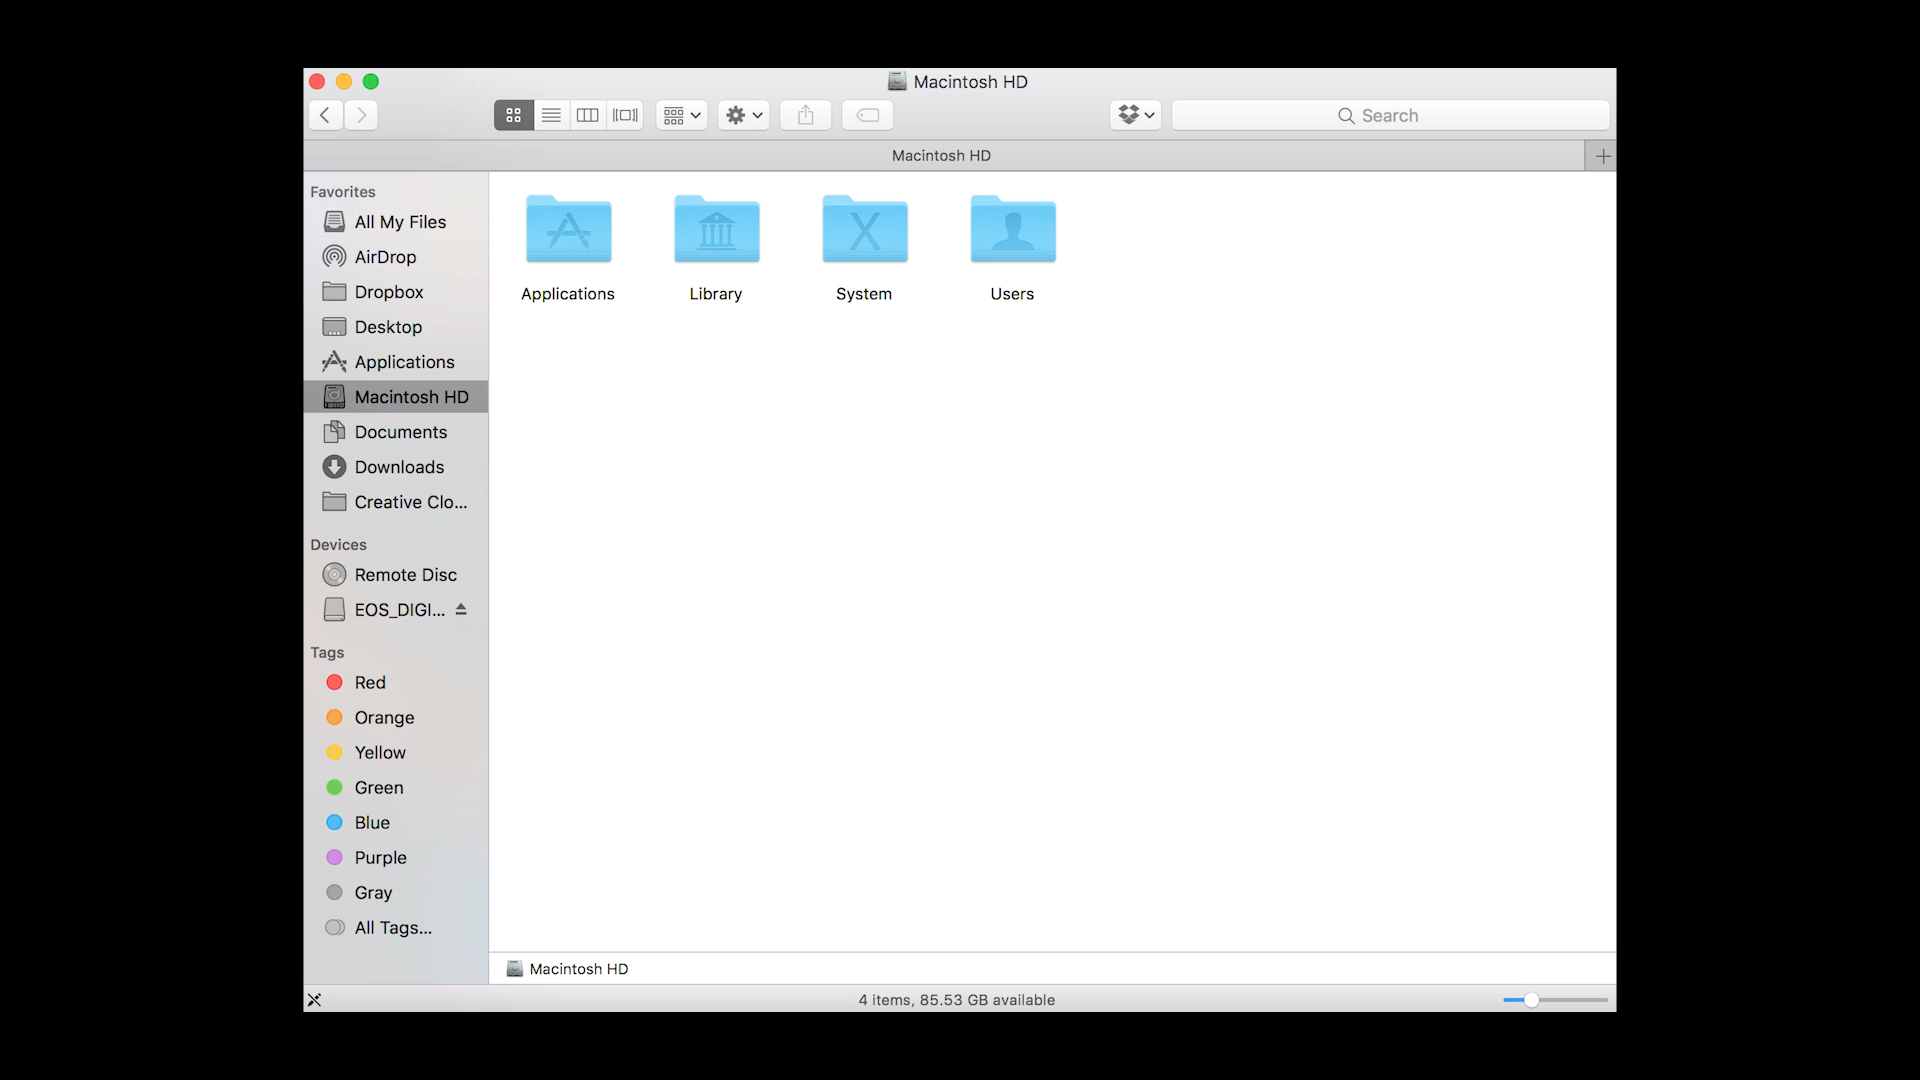 Macintosh HD
Search
Macintosh HD
Favorites
All My Files
AirDrop
Dropbox
Desktop
Applications
Macintosh HD
Documents
Downloads
Creative Clo...
Devices
Remote Disc
EOS_DIGI...
Tags
Red
Orange
Yellow
Green
Blue
Purple
Gray
All Tags...
Applications
Library
System
Users
Macintosh HD
4 items, 85.53 GB available